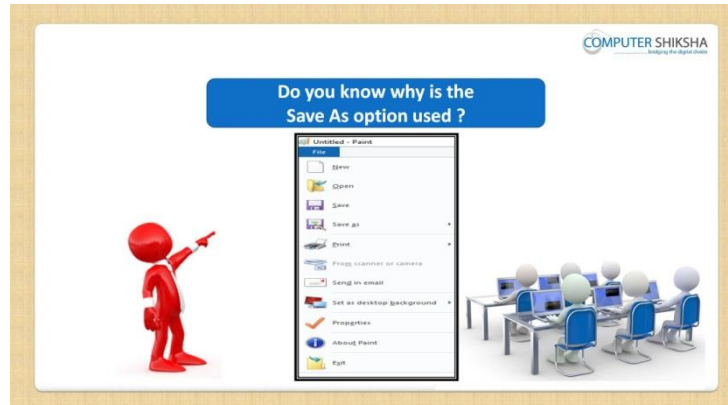 COMPUTER SHIKSHA
bridging the digital divide
Do you know why is the
Save As option used ?
Untitled - Paint
File
New
Open
Save
Save as
Print
From scanner or camera
Send in email
Set as desktop background
Properties
About Paint
Exit